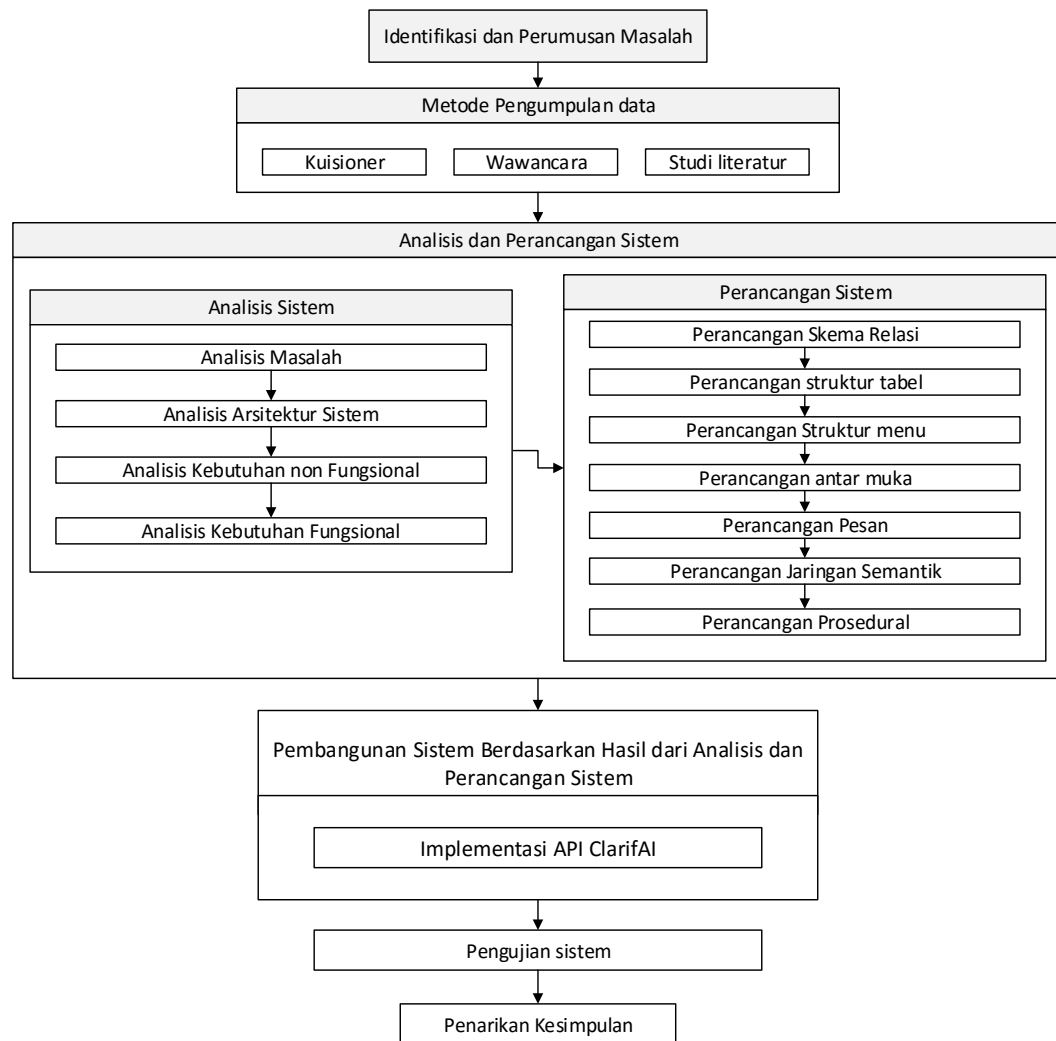 Identifikasi dan Perumusan Masalah
Metode Pengumpulan data
Kuisioner
Wawancara
Studi literatur
Analisis dan Perancangan Sistem
Analisis Sistem
Analisis Masalah
Analisis Arsitektur Sistem
Analisis Kebutuhan non Fungsional
Analisis Kebutuhan Fungsional
Perancangan Sistem
Perancangan Skema Relasi
Perancangan struktur tabel
Perancangan Struktur menu
Perancangan antar muka
Perancangan Pesan
Perancangan Jaringan Semantik
Perancangan Prosedural
Pembangunan Sistem Berdasarkan Hasil dari Analisis dan
Perancangan Sistem
Implementasi API ClarifAI
Pengujian sistem
Penarikan Kesimpulan